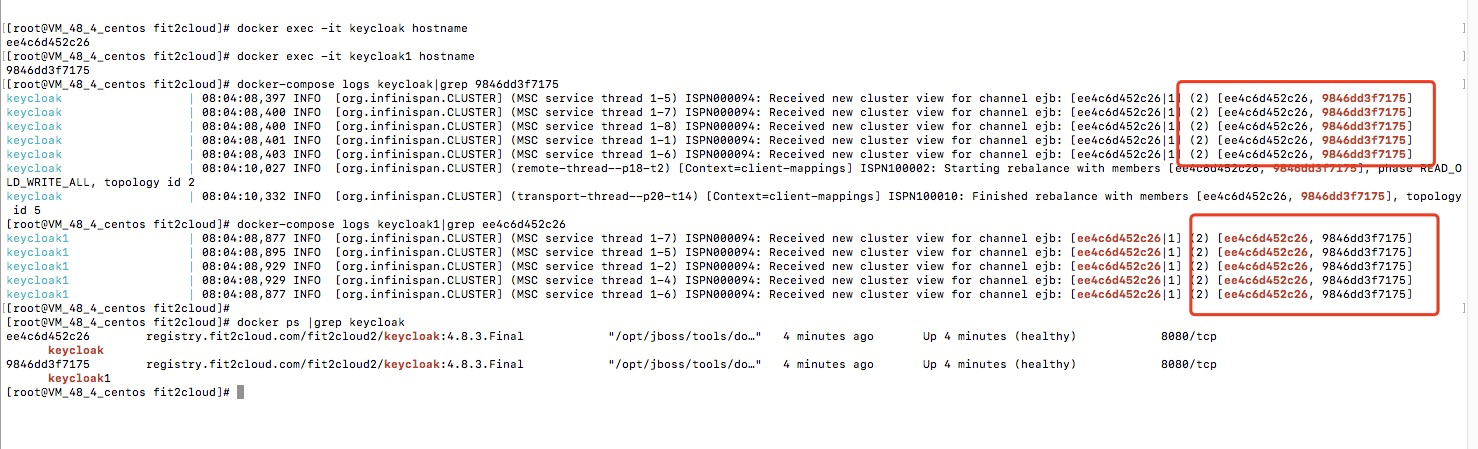 [[root@VM_48_4_centos fit2cloud]# docker exec -it keycloak hostname ]
ee4c6d452c26
[[root@VM_48_4_centos fit2cloud]# docker exec -it keycloak1 hostname ]
9846dd3f7175
[[root@VM_48_4_centos fit2cloud]# docker-compose logs keycloak|grep 9846dd3f7175 ]
keycloak | 08:04:08,397 INFO [org.infinispan.CLUSTER] (MSC service thread 1-5) ISPN000094: Received new cluster view for channel ejb: [ee4c6d452c26|1] (2) [ee4c6d452c26, 9846dd3f7175]
keycloak | 08:04:08,400 INFO [org.infinispan.CLUSTER] (MSC service thread 1-7) ISPN000094: Received new cluster view for channel ejb: [ee4c6d452c26|1] (2) [ee4c6d452c26, 9846dd3f7175]
keycloak | 08:04:08,400 INFO [org.infinispan.CLUSTER] (MSC service thread 1-8) ISPN000094: Received new cluster view for channel ejb: [ee4c6d452c26|1] (2) [ee4c6d452c26, 9846dd3f7175]
keycloak | 08:04:08,401 INFO [org.infinispan.CLUSTER] (MSC service thread 1-1) ISPN000094: Received new cluster view for channel ejb: [ee4c6d452c26|1] (2) [ee4c6d452c26, 9846dd3f7175]
keycloak | 08:04:08,403 INFO [org.infinispan.CLUSTER] (MSC service thread 1-6) ISPN000094: Received new cluster view for channel ejb: [ee4c6d452c26|1] (2) [ee4c6d452c26, 9846dd3f7175]
keycloak | 08:04:10,027 INFO [org.infinispan.CLUSTER] (remote-thread--p18-t2) [Context=client-mappings] ISPN100002: Starting rebalance with members [ee4c6d452c26, 9846dd3f7175], phase READ_O
LD_WRITE_ALL, topology id 2
keycloak | 08:04:10,332 INFO [org.infinispan.CLUSTER] (transport-thread--p20-t14) [Context=client-mappings] ISPN100010: Finished rebalance with members [ee4c6d452c26, 9846dd3f7175], topology
id 5
[[root@VM_48_4_centos fit2cloud]# docker-compose logs keycloak1|grep ee4c6d452c26 ]
keycloak1 | 08:04:08,877 INFO [org.infinispan.CLUSTER] (MSC service thread 1-7) ISPN000094: Received new cluster view for channel ejb: [ee4c6d452c26|1] (2) [ee4c6d452c26, 9846dd3f7175]
keycloak1 | 08:04:08,895 INFO [org.infinispan.CLUSTER] (MSC service thread 1-5) ISPN000094: Received new cluster view for channel ejb: [ee4c6d452c26|1] (2) [ee4c6d452c26, 9846dd3f7175]
keycloak1 | 08:04:08,929 INFO [org.infinispan.CLUSTER] (MSC service thread 1-2) ISPN000094: Received new cluster view for channel ejb: [ee4c6d452c26|1] (2) [ee4c6d452c26, 9846dd3f7175]
keycloak1 | 08:04:08,929 INFO [org.infinispan.CLUSTER] (MSC service thread 1-4) ISPN000094: Received new cluster view for channel ejb: [ee4c6d452c26|1] (2) [ee4c6d452c26, 9846dd3f7175]
keycloak1 | 08:04:08,877 INFO [org.infinispan.CLUSTER] (MSC service thread 1-6) ISPN000094: Received new cluster view for channel ejb: [ee4c6d452c26|1] (2) [ee4c6d452c26, 9846dd3f7175]
[[root@VM_48_4_centos fit2cloud]# ]
[[root@VM_48_4_centos fit2cloud]# docker ps |grep keycloak ]
ee4c6d452c26 registry.fit2cloud.com/fit2cloud2/keycloak:4.8.3.Final "/opt/jboss/tools/do…" 4 minutes ago Up 4 minutes (healthy) 8080/tcp
keycloak
9846dd3f7175 registry.fit2cloud.com/fit2cloud2/keycloak:4.8.3.Final "/opt/jboss/tools/do…" 4 minutes ago Up 4 minutes (healthy) 8080/tcp
keycloak1
[root@VM_48_4_centos fit2cloud]#